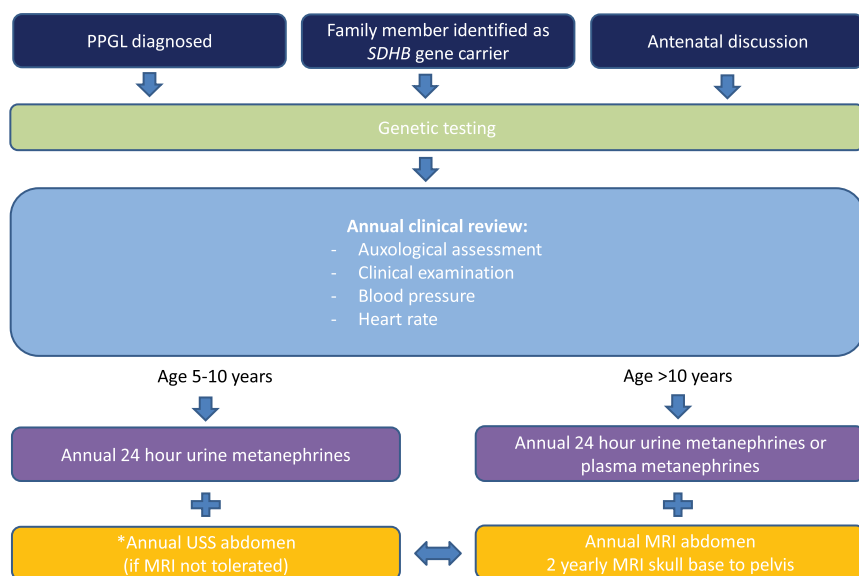 PPGL diagnosed
Family member identified as
SDHB gene carrier
Antenatal discussion
Genetic testing
Annual clinical review:
- Auxological assessment
- Clinical examination
- Blood pressure
- Heart rate
Age 5-10 years
Age >10 years
Annual 24 hour urine metanephrines
Annual 24 hour urine metanephrines or
plasma metanephrines
*Annual USS abdomen
(if MRI not tolerated)
Annual MRI abdomen
2 yearly MRI skull base to pelvis